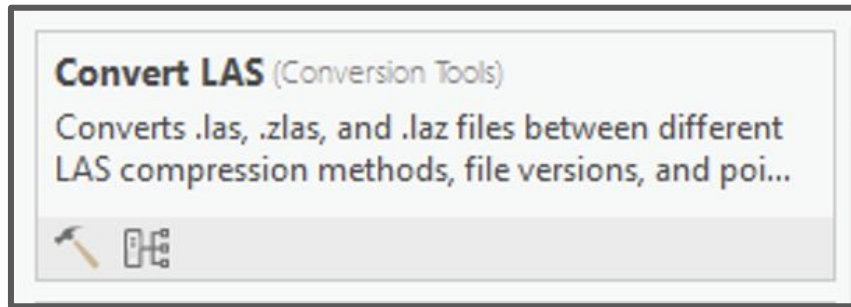 Convert LAS (Conversion Tools)
Converts .las, .zlas, and .laz files between different
LAS compression methods, file versions, and poi...